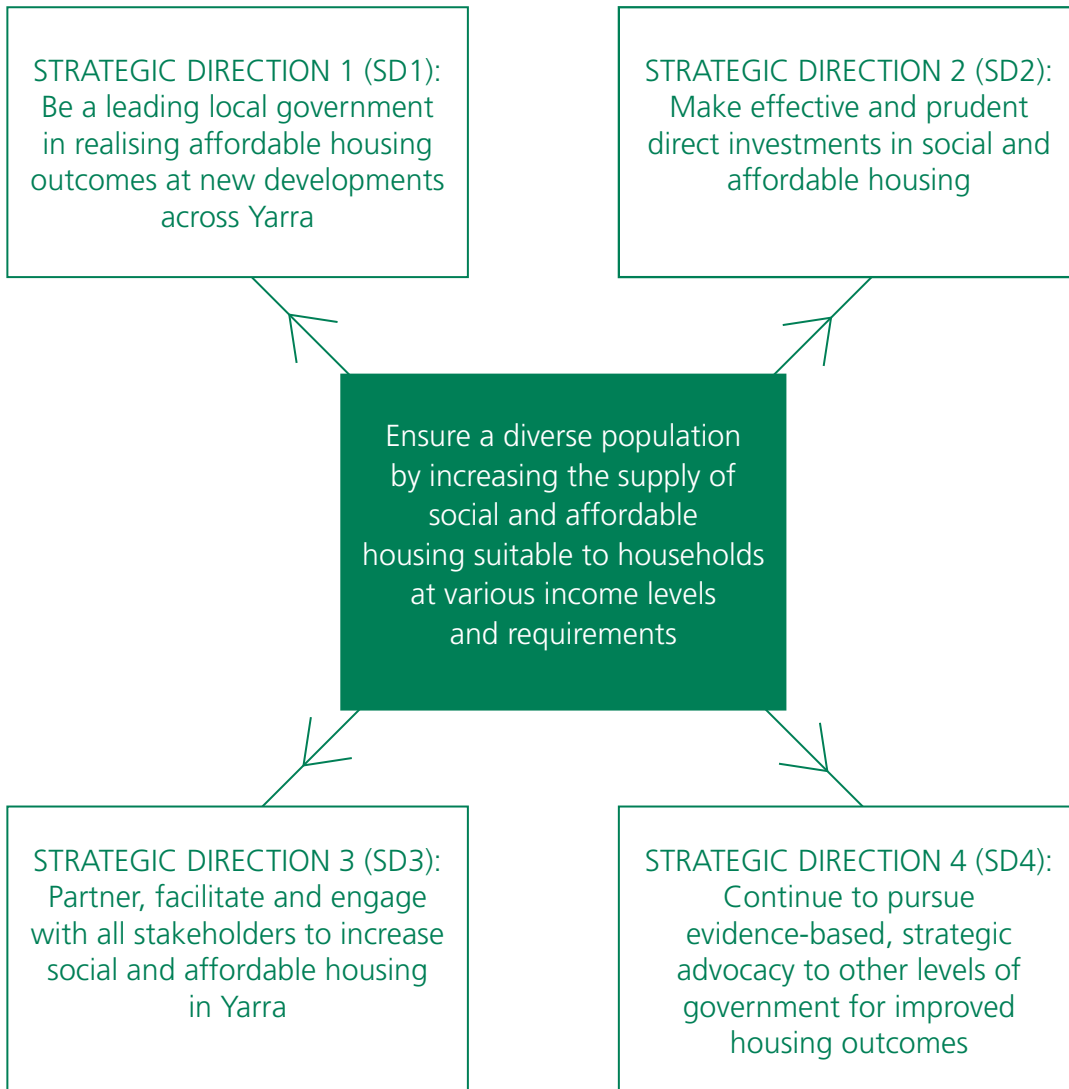 STRATEGIC DIRECTION 1 (SD1):
Be a leading local government
in realising affordable housing
outcomes at new developments
across Yarra
STRATEGIC DIRECTION 2 (SD2):
Make effective and prudent
direct investments in social and
affordable housing
Ensure a diverse population
by increasing the supply of
social and affordable
housing suitable to households
at various income levels
and requirements
STRATEGIC DIRECTION 3 (SD3):
Partner, facilitate and engage
with all stakeholders to increase
social and affordable housing
in Yarra
STRATEGIC DIRECTION 4 (SD4):
Continue to pursue
evidence-based, strategic
advocacy to other levels of
government for improved
housing outcomes